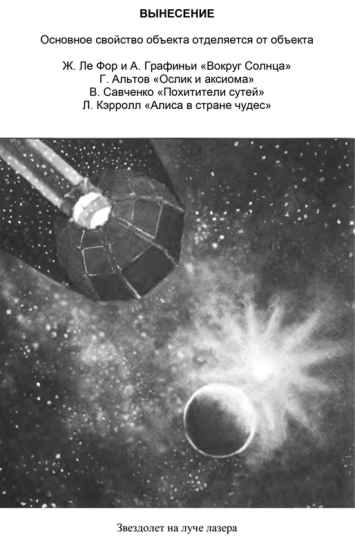 ВЫНЕСЕНИЕ
Основное свойство объекта отделяется от объекта
Ж. Ле Фор и А. Графиньи «Вокруг Солнца»
Г. Альтов «Ослик и аксиома»
В. Савченко «Похитители сутей»
Л. Кэрролл «Алиса в стране чудес»
Звездолет на луче лазера